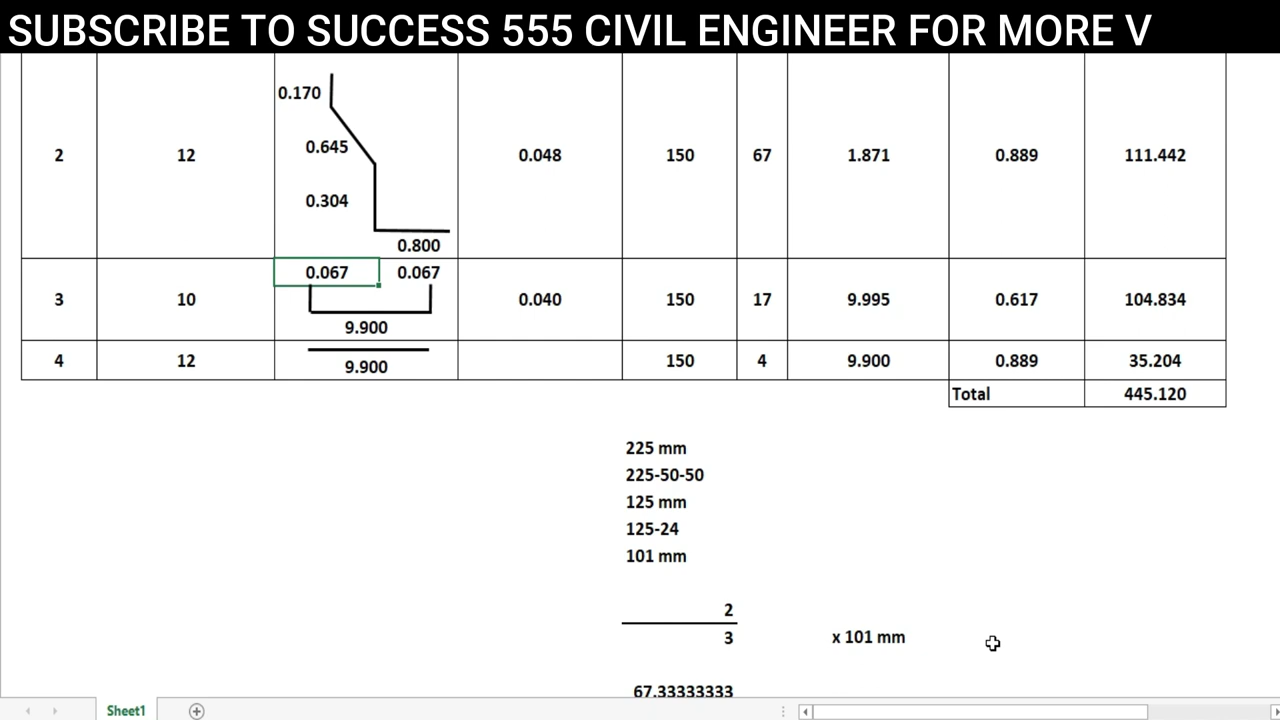 SUBSCRIBE TO SUCCESS 555 CIVIL ENGINEER FOR MORE V
0.170
0.645
2 12 0.048 150 67 1.871 0.889 111.442
0.304
0.800
0.067 0.067
3 10 0.040 150 17 9.995 0.617 104.834
9.900
4 12 9.900 150 4 9.900 0.889 35.204
Total 445.120
225 mm
225-50-50
125 mm
125-24
101 mm
2
3 x 101 mm
67.33333333
Sheet1